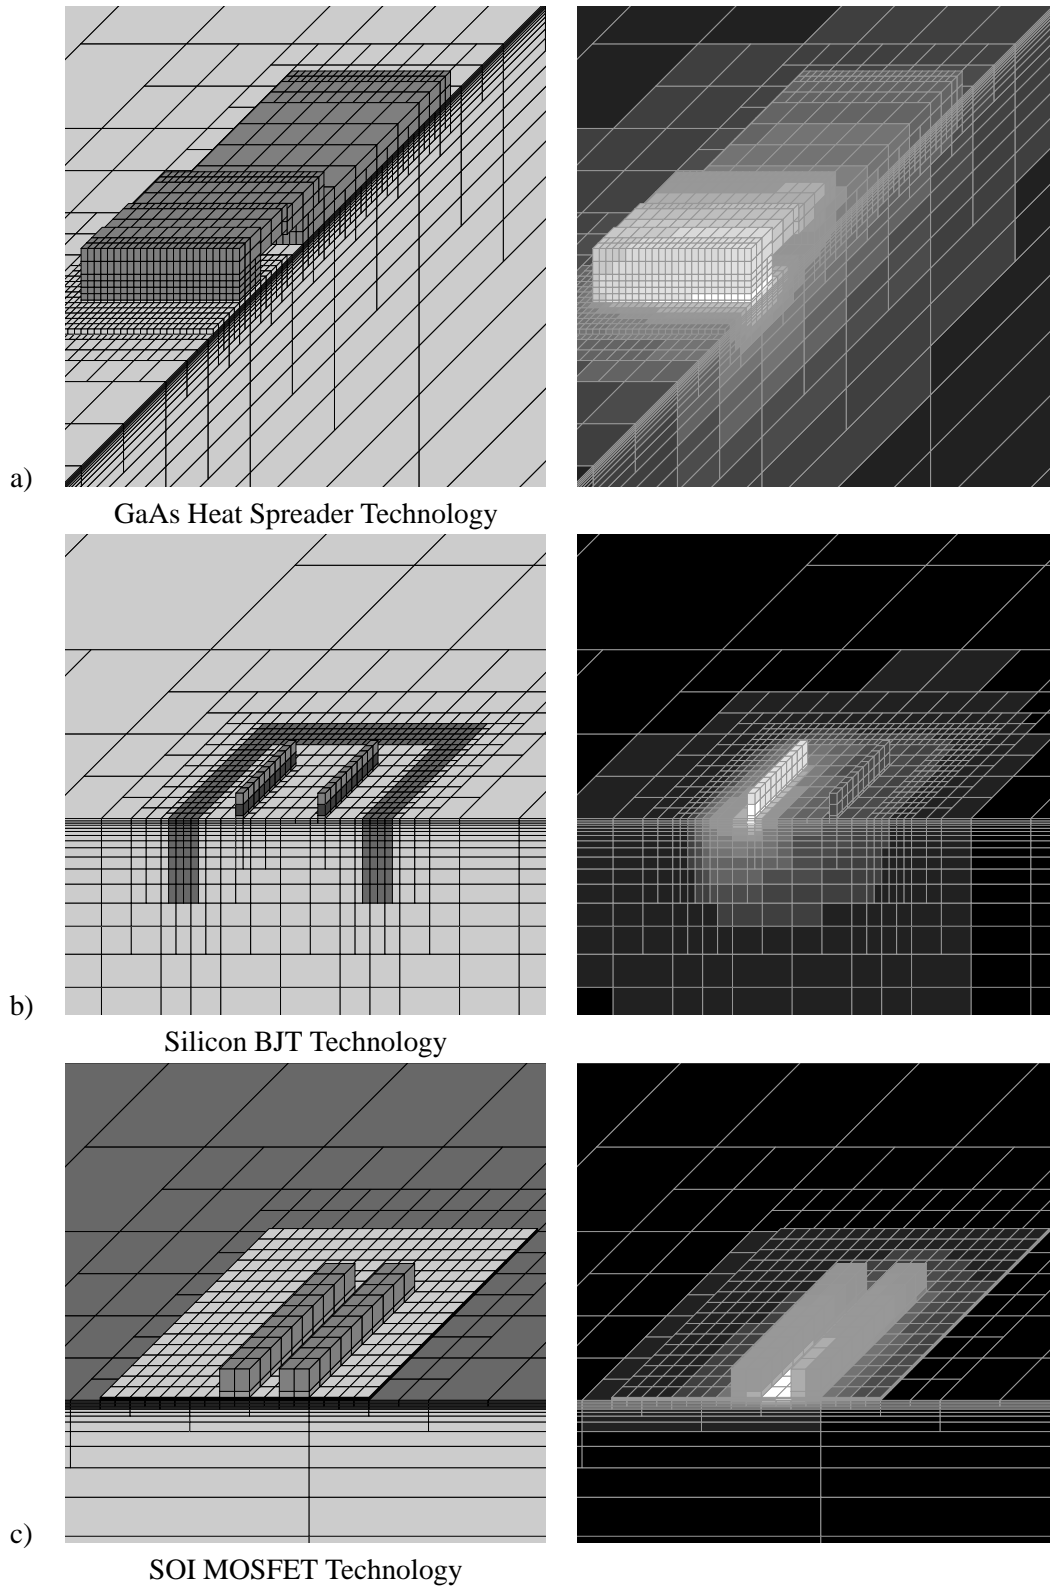 a)
GaAs Heat Spreader Technology
b)
Silicon BJT Technology
c)
SOI MOSFET Technology